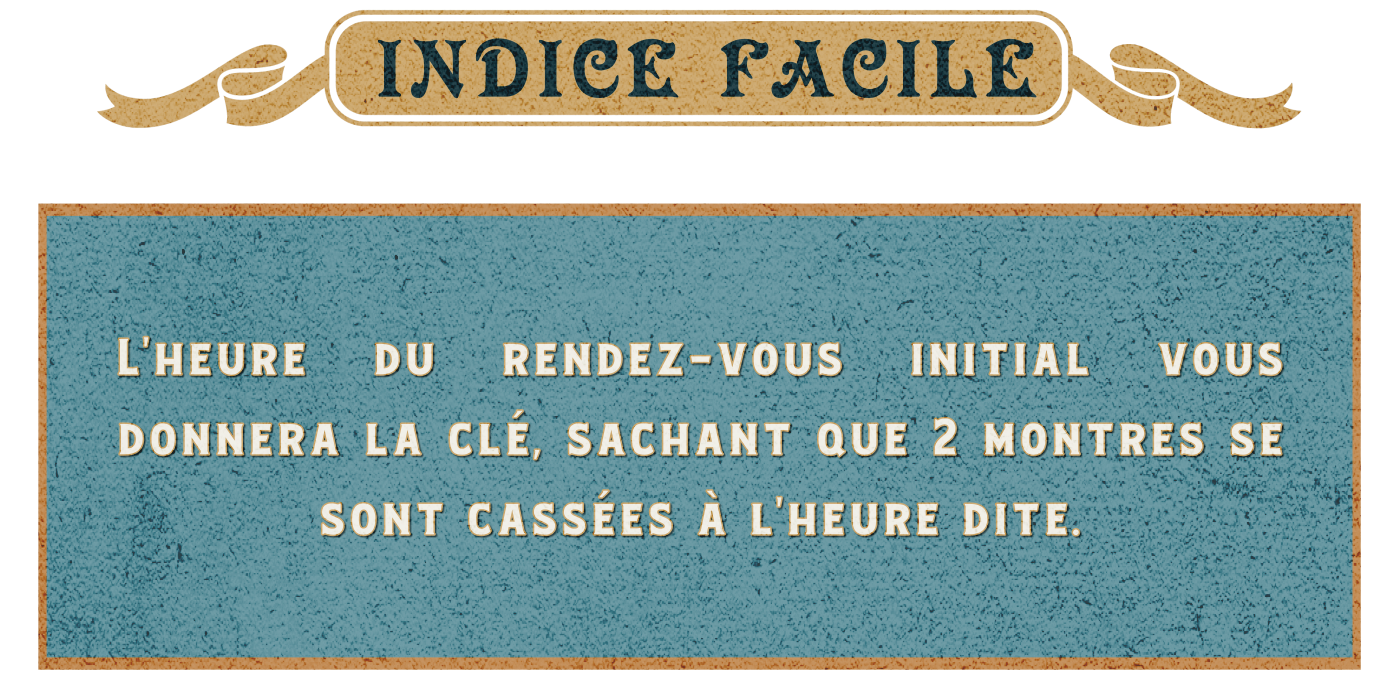 INDICE FACILE
L'HEURE DU RENDEZ-VOUS INITIAL VOUS
DONNERA LA CLÉ, SACHANT QUE 2 MONTRES SE
SONT CASSÉES À L'HEURE DITE.